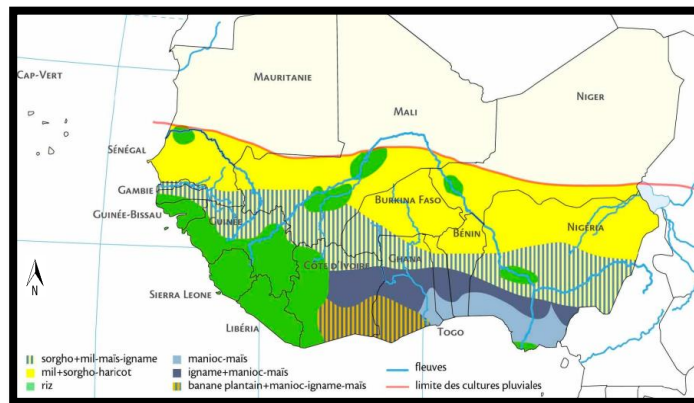 MAURITANIE
CAP-VERT
NIGER
MALI
SÉNÉGAL
GAMBIE
BURKINA FASO
GUINÉE-BISSAU
GUINÉE
BÉNIN
NIGÉRIA
CÔTE D'IVOIRE
GHANA
N
SIERRA LEONE
LIBÉRIA
TOGO
sorgho+mil-maïs-igname
mil+sorgho-haricot
riz
manioc-maïs
igname+manioc-maïs
banane plantain+manioc-igname-maïs
fleuves
limite des cultures pluviales